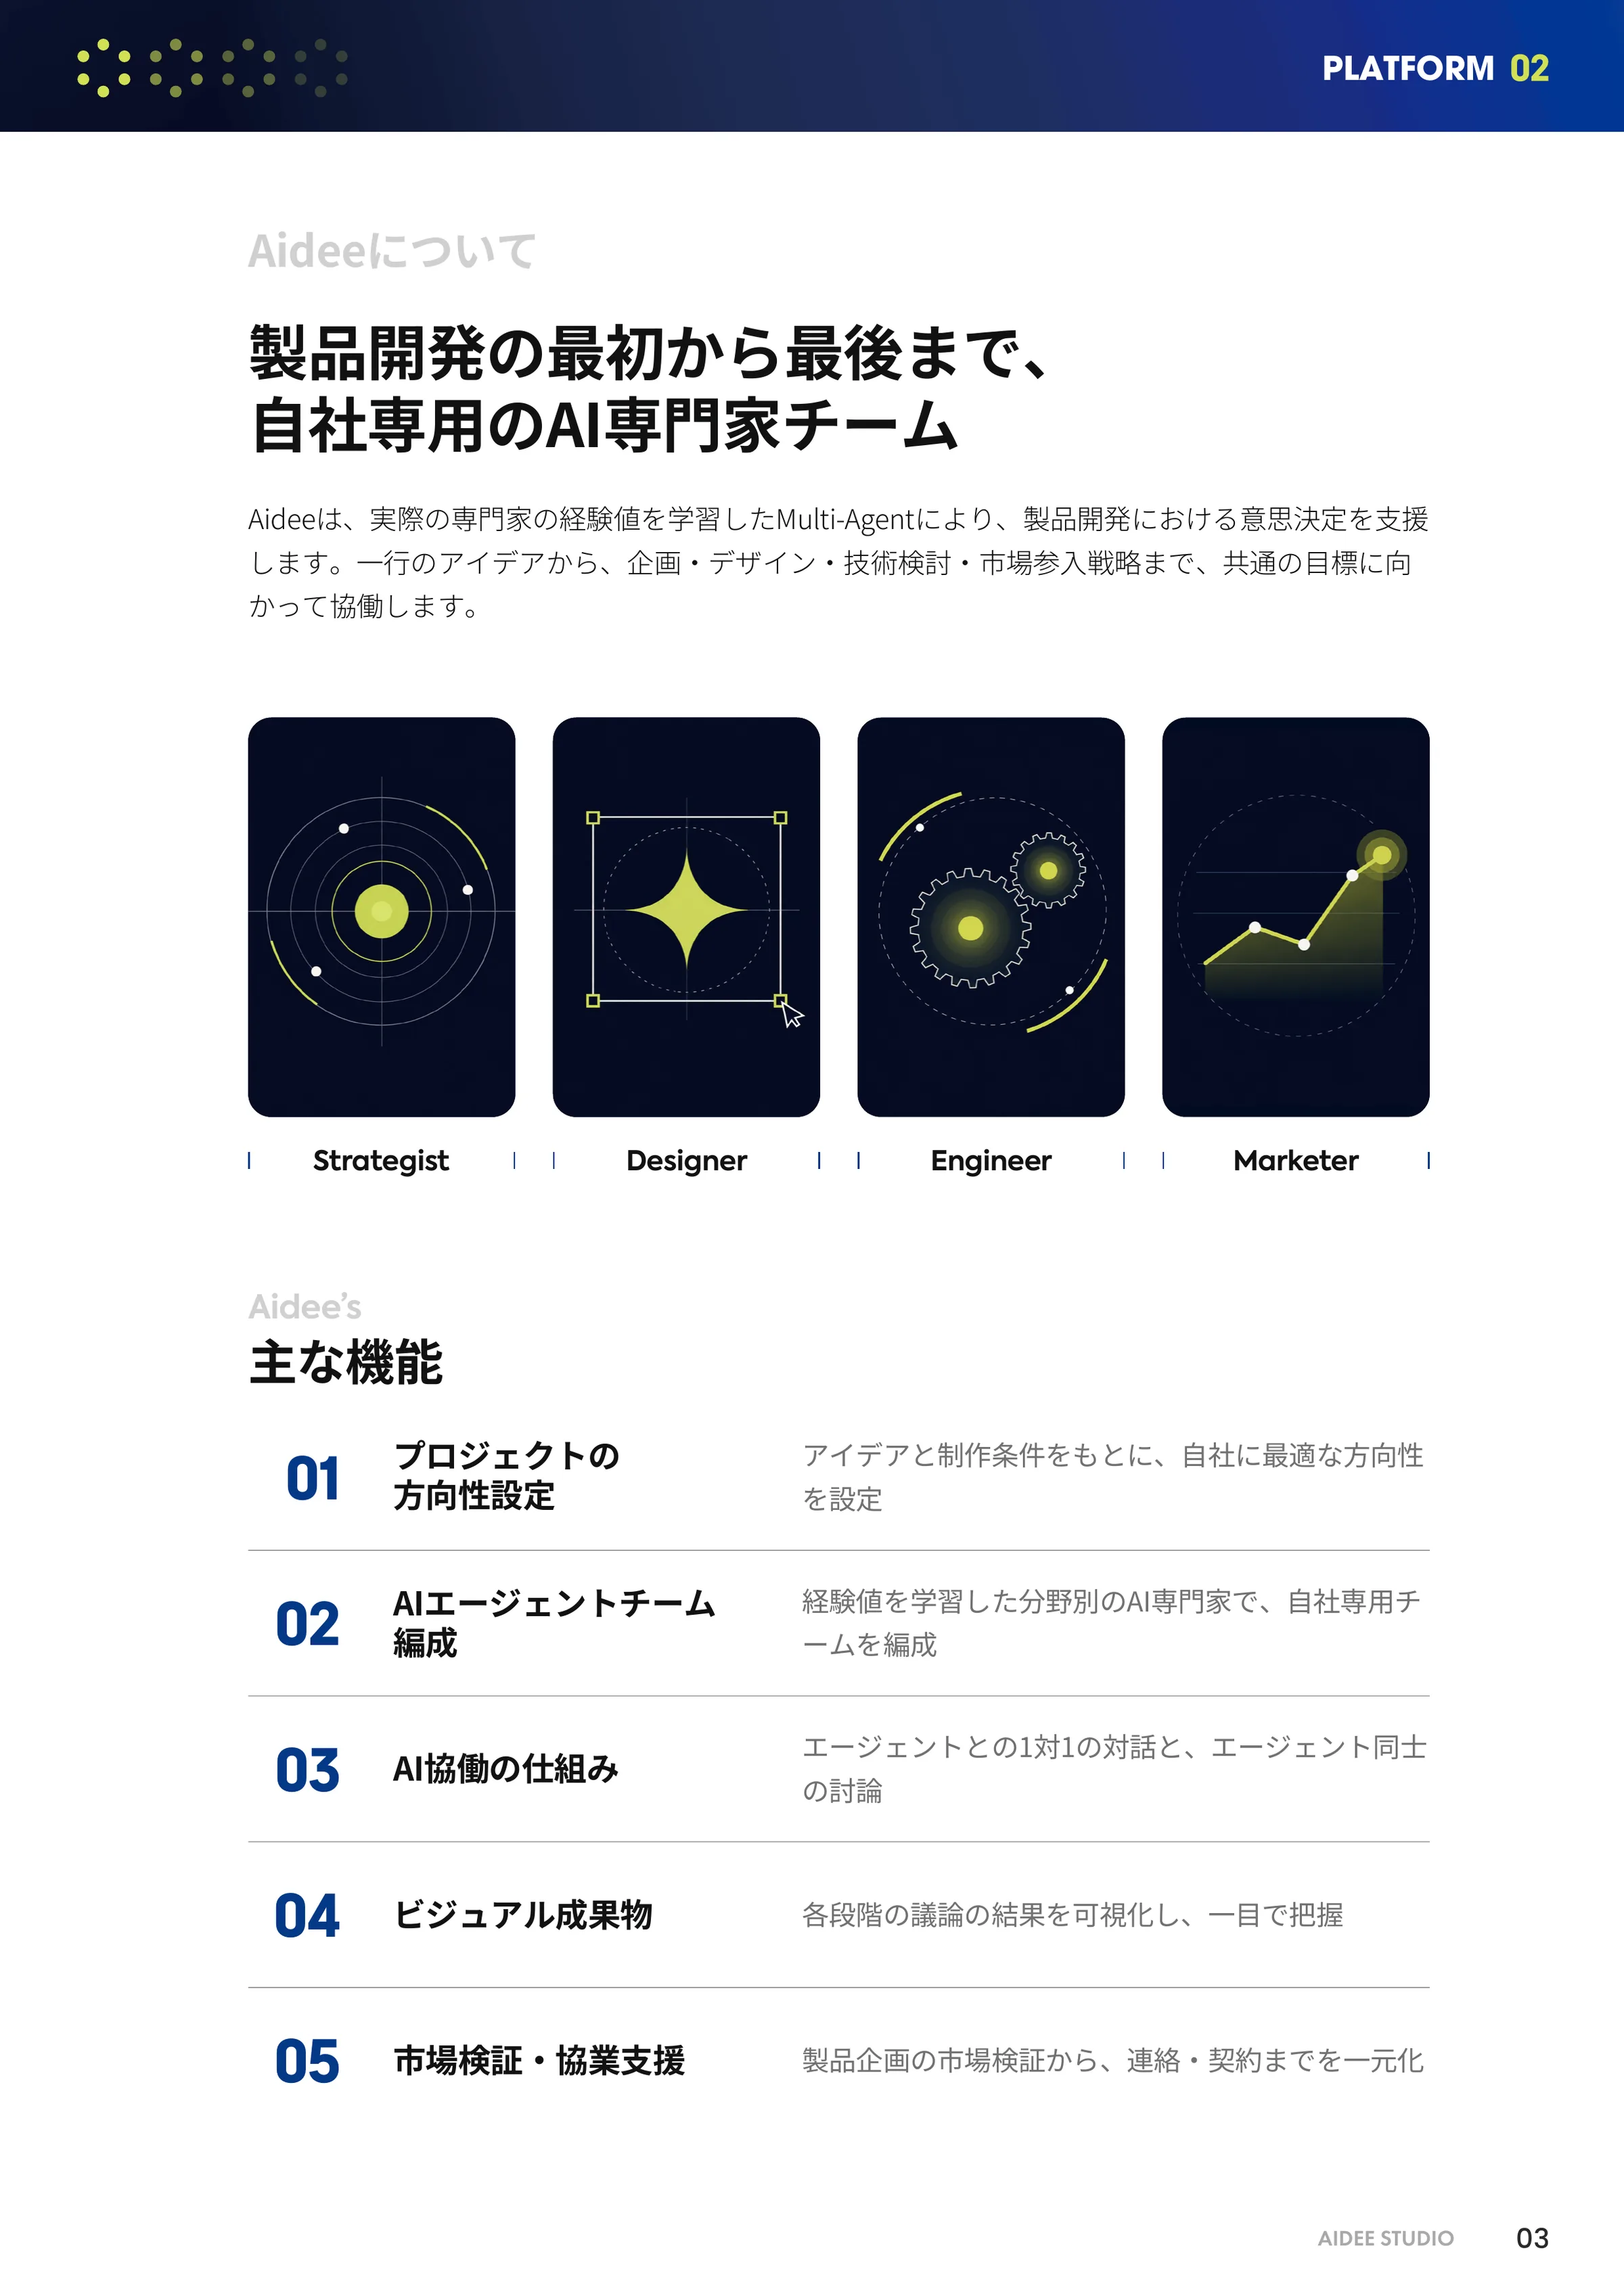 PLATFORM 02
Aideeについて
製品開発の最初から最後まで、
自社専用のAI専門家チーム
Aideeは、実際の専門家の経験値を学習したMulti-Agentにより、製品開発における意思決定を支援
します。一行のアイデアから、企画・デザイン・技術検討・市場参入戦略まで、共通の目標に向
かって協働します。
Strategist
Designer
Engineer
Marketer
Aidee’s
主な機能
01
プロジェクトの
方向性設定
アイデアと制作条件をもとに、自社に最適な方向性
を設定
02
AIエージェントチーム
編成
経験値を学習した分野別のAI専門家で、自社専用チ
ームを編成
03
AI協働の仕組み
エージェントとの1対1の対話と、エージェント同士
の討論
04
ビジュアル成果物
各段階の議論の結果を可視化し、一目で把握
05
市場検証・協業支援
製品企画の市場検証から、連絡・契約までを一元化
AIDEE STUDIO 03